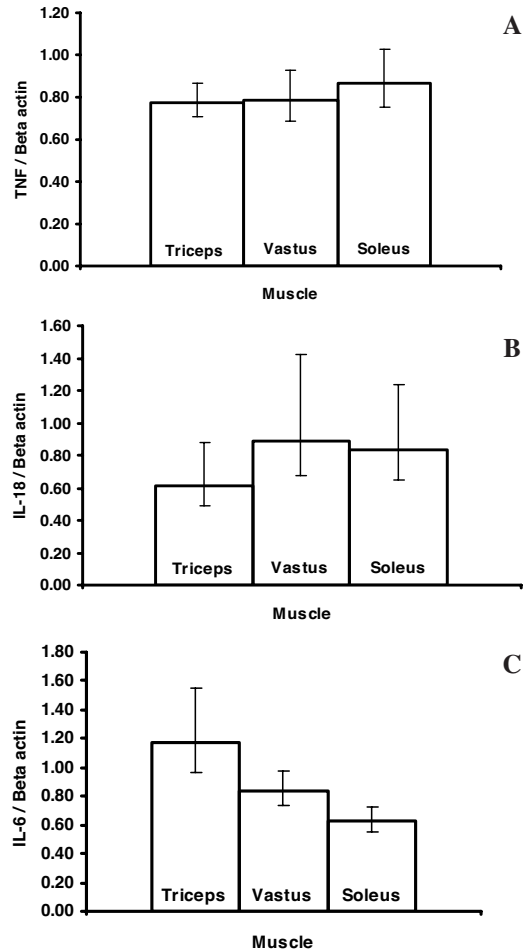 A
TNF / Beta actin
1.20
1.00
0.80
0.60
0.40
0.20
0.00
Triceps
Vastus
Soleus
Muscle
B
IL-18 / Beta actin
1.60
1.40
1.20
1.00
0.80
0.60
0.40
0.20
0.00
Triceps
Vastus
Soleus
Muscle
C
IL-6 / Beta actin
1.80
1.60
1.40
1.20
1.00
0.80
0.60
0.40
0.20
0.00
Triceps
Vastus
Soleus
Muscle